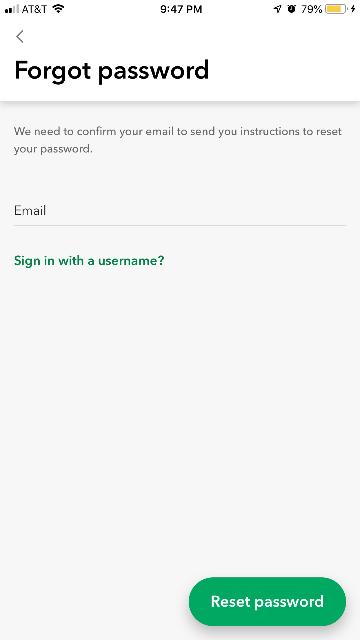 AT&T 9:47 PM 79%
Forgot password
We need to confirm your email to send you instructions to reset
your password.
Email
Sign in with a username?
Reset password